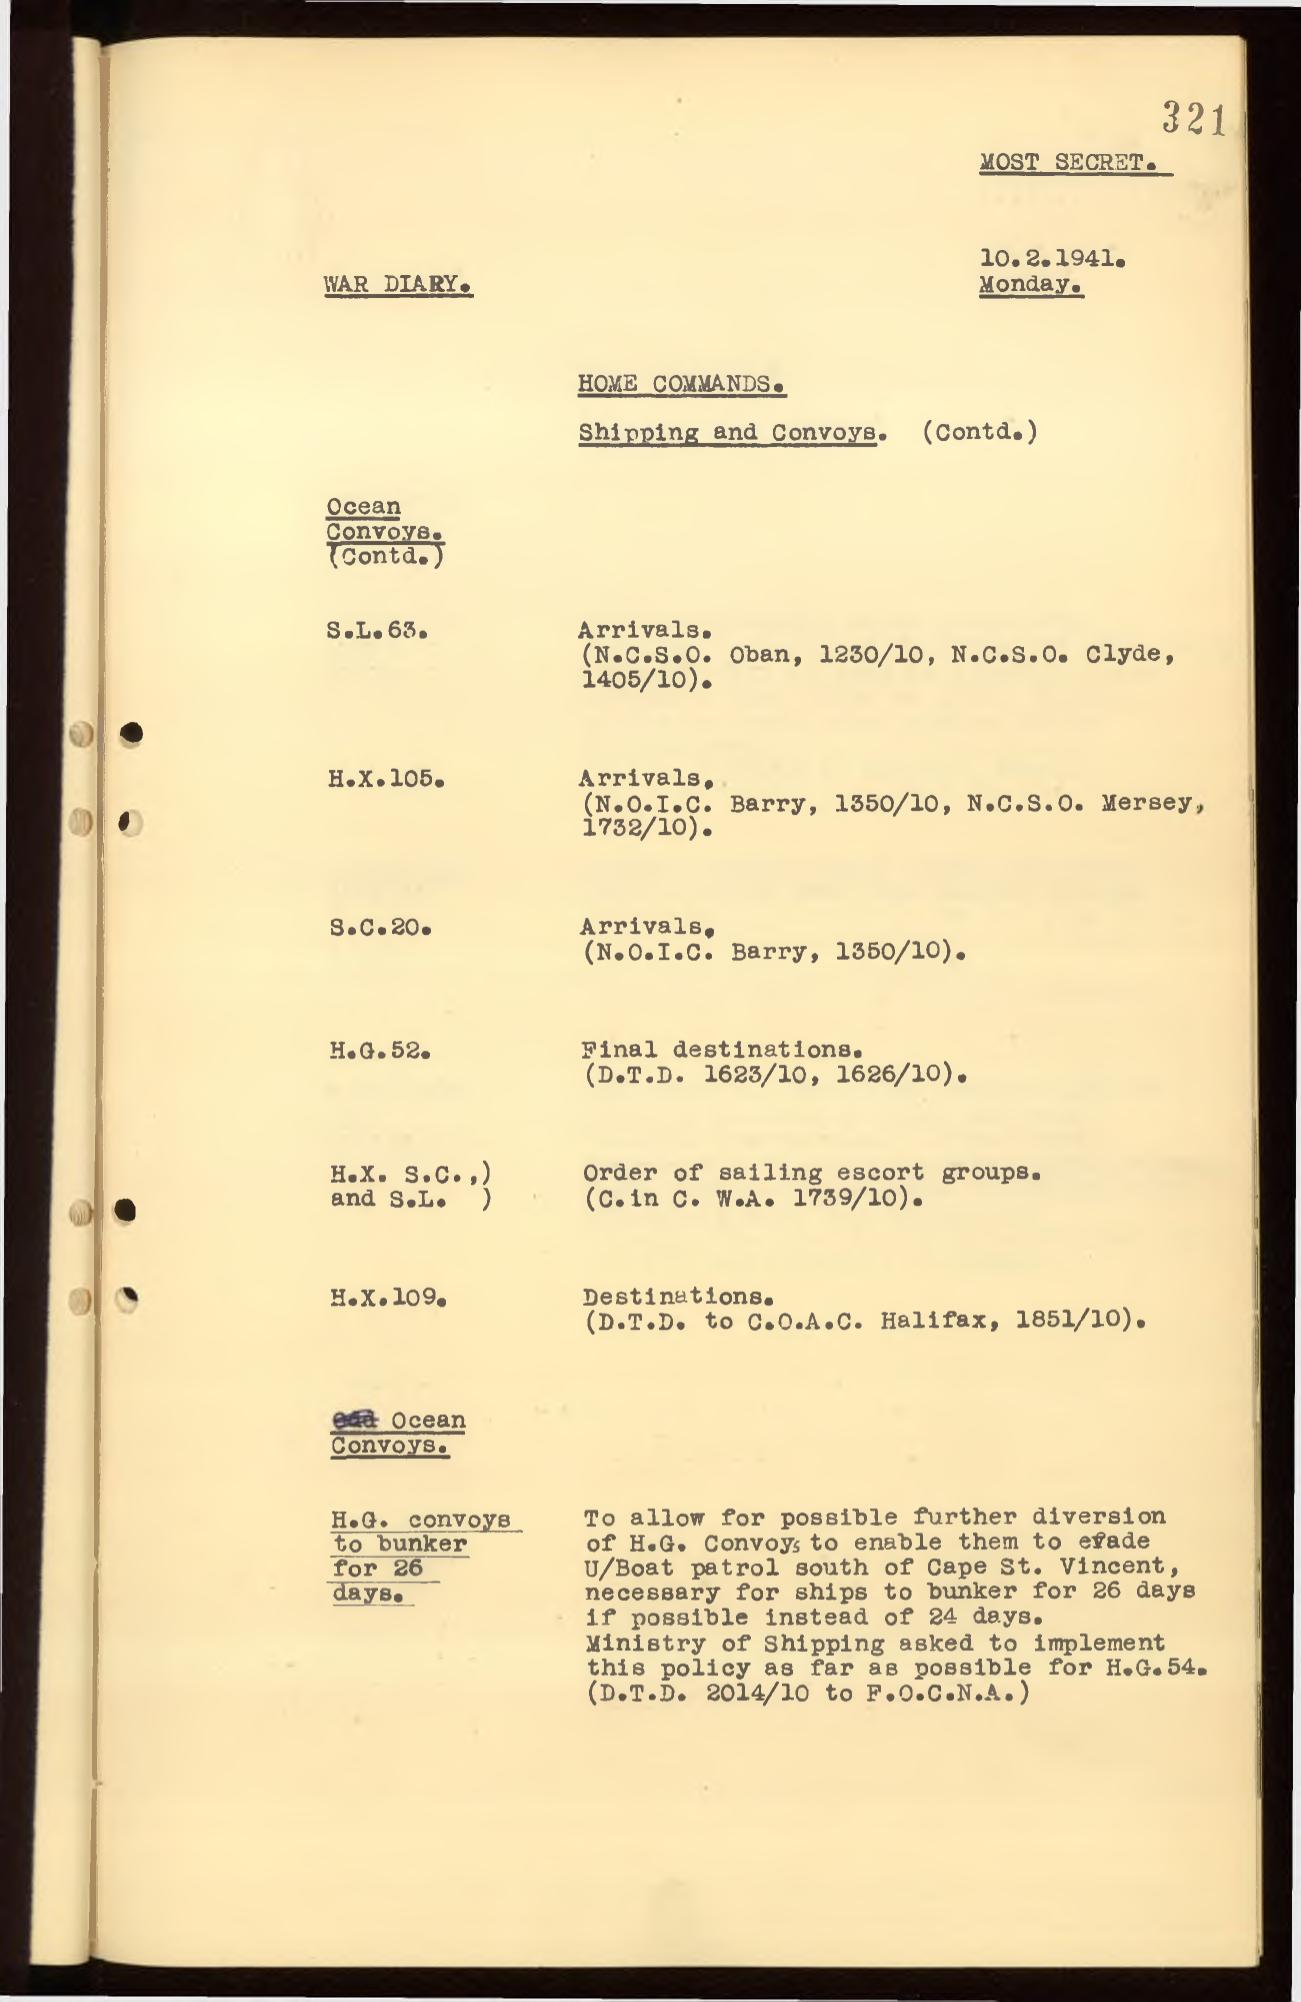 321
MOST SECRET.
10.2.1941.
WAR DIARY.
Monday.
HOME COMMANDS.
Shipping and Convoys. (Contd.)
Ocean
Convoys.
(Contd.)
S.L.63. Arrivals.
(N.C.S.O. Oban, 1230/10, N.C.S.O. Clyde,
1405/10).
H.X.105. Arrivals.
(N.O.I.C. Barry, 1350/10, N.C.S.O. Mersey,
1732/10).
S.C.20. Arrivals.
(N.O.I.C. Barry, 1350/10).
H.G.52. Final destinations.
(D.T.D. 1623/10, 1626/10).
H.X. S.C.,) Order of sailing escort groups.
and S.L. ) (C.in C. W.A. 1739/10).
H.X.109. Destinations.
(D.T.D. to C.O.A.C. Halifax, 1851/10).
Ocean
Convoys.
H.G. convoys To allow for possible further diversion
to bunker of H.G. Convoys to enable them to evade
for 26 U/Boat patrol south of Cape St. Vincent,
days. necessary for ships to bunker for 26 days
if possible instead of 24 days.
Ministry of Shipping asked to implement
this policy as far as possible for H.G.54.
(D.T.D. 2014/10 to F.O.C.N.A.)